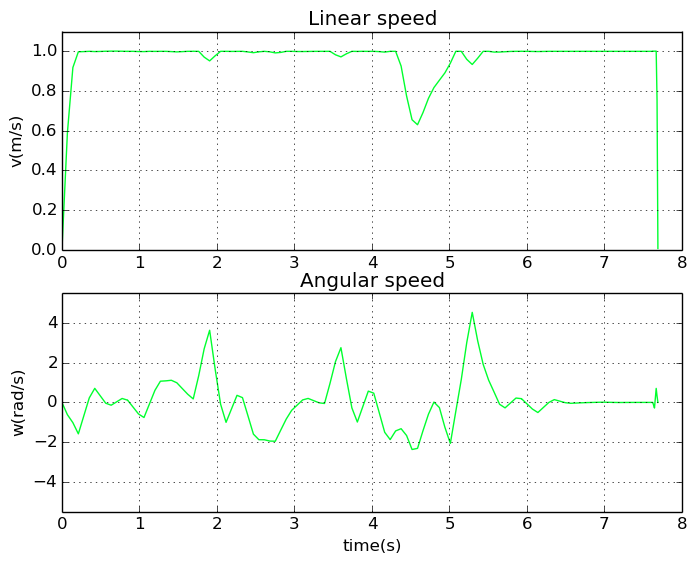 Linear speed
1.0
0.8
0.6
0.4
0.2
0.0
v(m/s)
0 1 2 3 4 5 6 7 8
Angular speed
4
2
0
−2
−4
w(rad/s)
0 1 2 3 4 5 6 7 8
time(s)